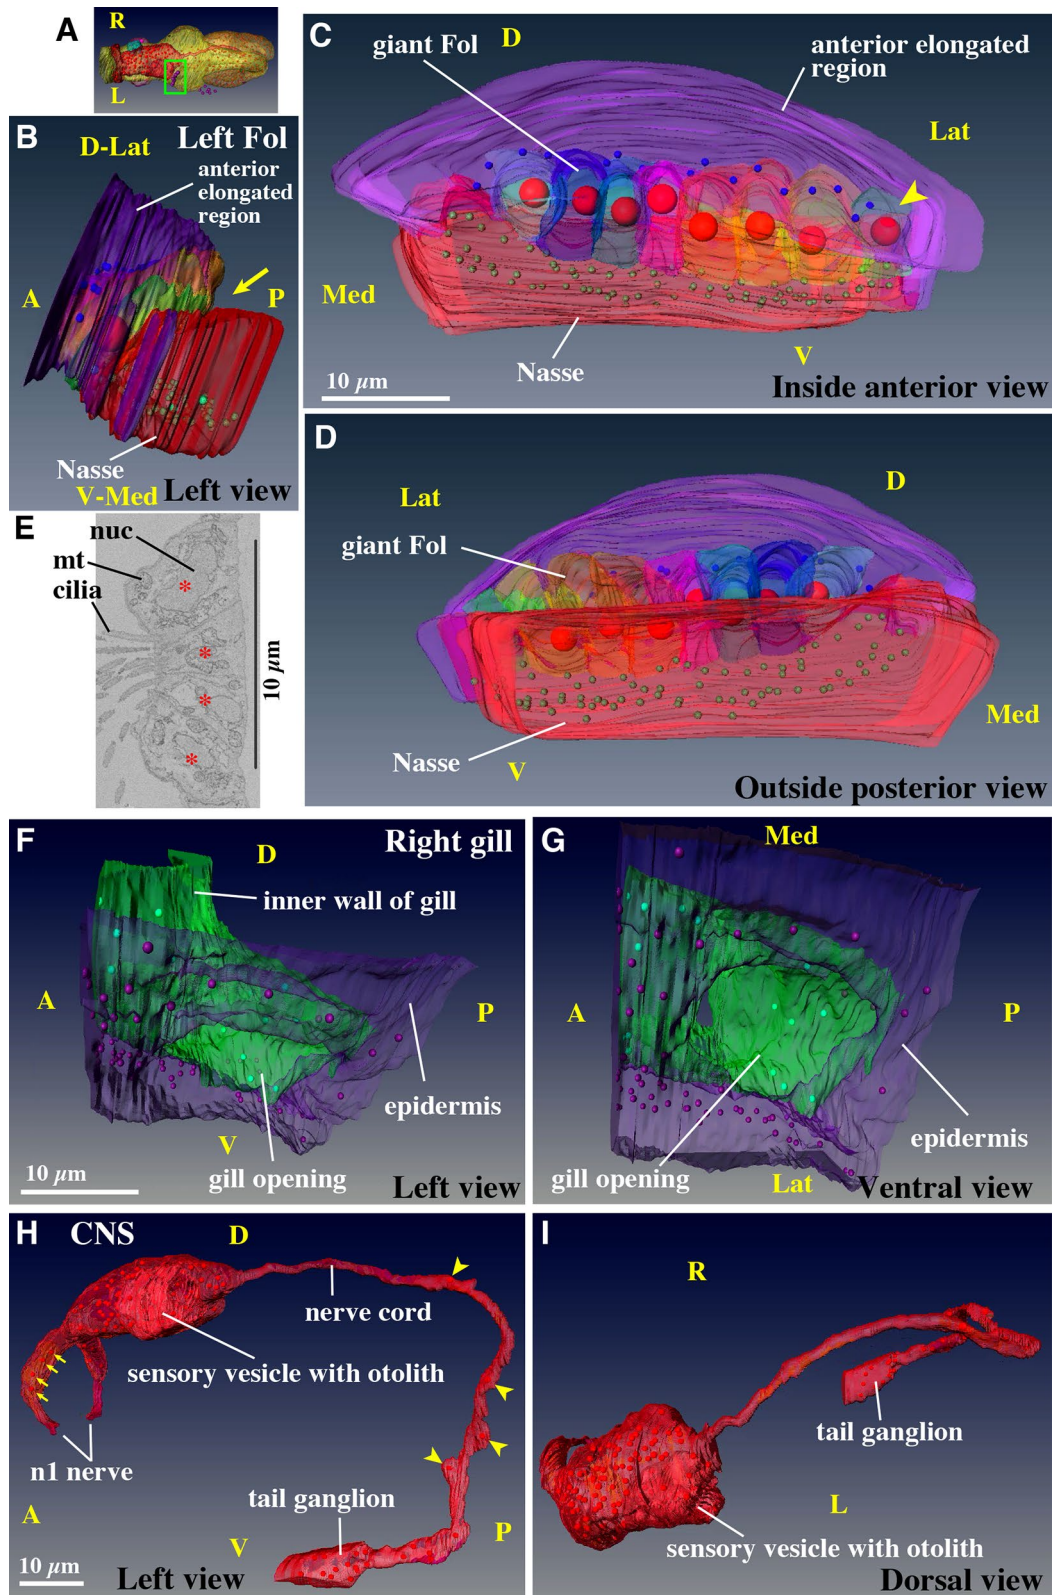 A
R
L
B
Left Fol
D-Lat
anterior
elongated
region
A
P
Nasse
V-Med
Left view
C
giant Fol
D
anterior elongated
region
Lat
Med
Nasse
V
10 µm
Inside anterior view
D
Lat
D
giant Fol
Med
Nasse
V
Outside posterior view
E
nuc
mt
cilia
*
*
*
*
10 µm
F
Right gill
D
inner wall of gill
A
P
epidermis
V
gill opening
10 µm
Left view
G
Med
A
P
epidermis
gill opening
Lat
Ventral view
H
CNS
D
nerve cord
sensory vesicle with otolith
n1 nerve
tail ganglion
A
V
P
10 µm
Left view
I
R
tail ganglion
L
sensory vesicle with otolith
Dorsal view